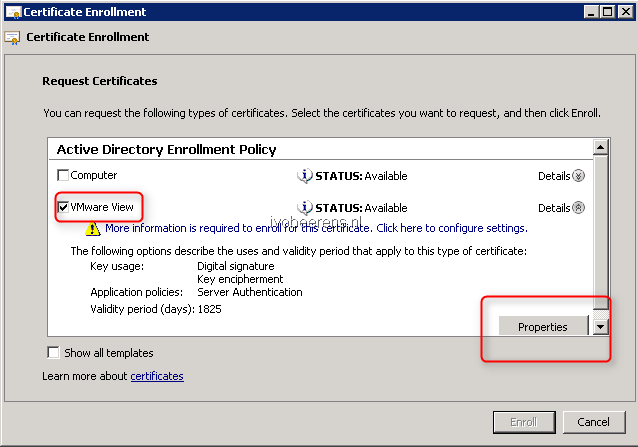 Certificate Enrollment
Certificate Enrollment
Request Certificates
You can request the following types of certificates. Select the certificates you want to request, and then click Enroll.
Active Directory Enrollment Policy
Computer STATUS: Available Details
VMware View STATUS: Available Details
ivobeerens.nl
More information is required to enroll for this certificate. Click here to configure settings.
The following options describe the uses and validity period that apply to this type of certificate:
Key usage: Digital signature
Key encipherment
Application policies: Server Authentication
Validity period (days): 1825
Properties
Show all templates
Learn more about certificates
Enroll Cancel